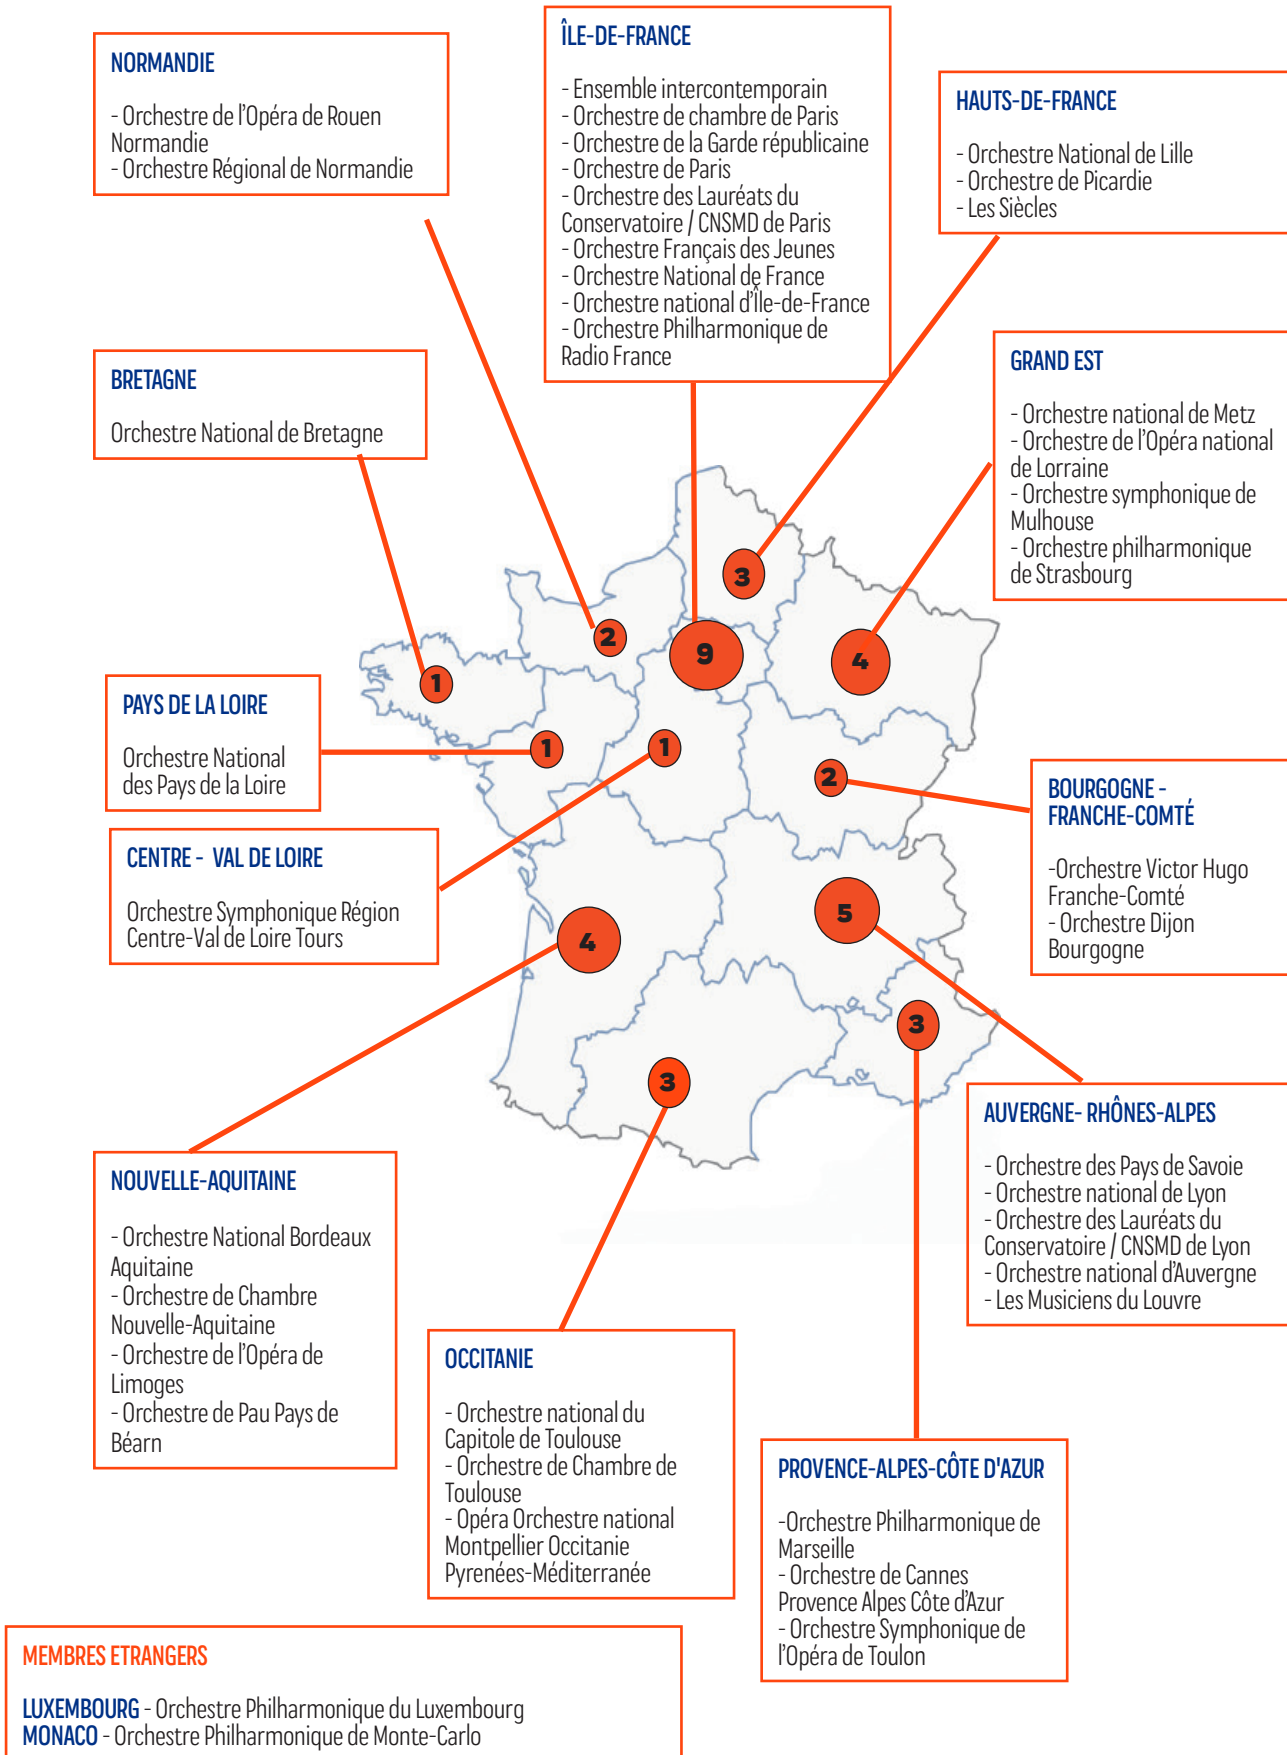 NORMANDIE
- Orchestre de l'Opéra de Rouen
Normandie
- Orchestre Régional de Normandie
ÎLE-DE-FRANCE
- Ensemble intercontemporain
- Orchestre de chambre de Paris
- Orchestre de la Garde républicaine
- Orchestre de Paris
- Orchestre des Lauréats du
Conservatoire / CNSMD de Paris
- Orchestre Français des Jeunes
- Orchestre National de France
- Orchestre national d'Île-de-France
- Orchestre Philharmonique de
Radio France
HAUTS-DE-FRANCE
- Orchestre National de Lille
- Orchestre de Picardie
- Les Siècles
BRETAGNE
Orchestre National de Bretagne
GRAND EST
- Orchestre national de Metz
- Orchestre de l'Opéra national
de Lorraine
- Orchestre symphonique de
Mulhouse
- Orchestre philharmonique
de Strasbourg
3
2
9
4
1
1
1
2
5
4
3
3
PAYS DE LA LOIRE
Orchestre National
des Pays de la Loire
CENTRE - VAL DE LOIRE
Orchestre Symphonique Région
Centre-Val de Loire Tours
BOURGOGNE -
FRANCHE-COMTÉ
-Orchestre Victor Hugo
Franche-Comté
- Orchestre Dijon
Bourgogne
AUVERGNE- RHÔNES-ALPES
- Orchestre des Pays de Savoie
- Orchestre national de Lyon
- Orchestre des Lauréats du
Conservatoire / CNSMD de Lyon
- Orchestre national d'Auvergne
- Les Musiciens du Louvre
NOUVELLE-AQUITAINE
- Orchestre National Bordeaux
Aquitaine
- Orchestre de Chambre
Nouvelle-Aquitaine
- Orchestre de l'Opéra de
Limoges
- Orchestre de Pau Pays de
Béarn
OCCITANIE
- Orchestre national du
Capitole de Toulouse
- Orchestre de Chambre de
Toulouse
- Opéra Orchestre national
Montpellier Occitanie
Pyrenées-Méditerranée
PROVENCE-ALPES-CÔTE D'AZUR
-Orchestre Philharmonique de
Marseille
- Orchestre de Cannes
Provence Alpes Côte d'Azur
- Orchestre Symphonique de
l'Opéra de Toulon
MEMBRES ETRANGERS
LUXEMBOURG - Orchestre Philharmonique du Luxembourg
MONACO - Orchestre Philharmonique de Monte-Carlo